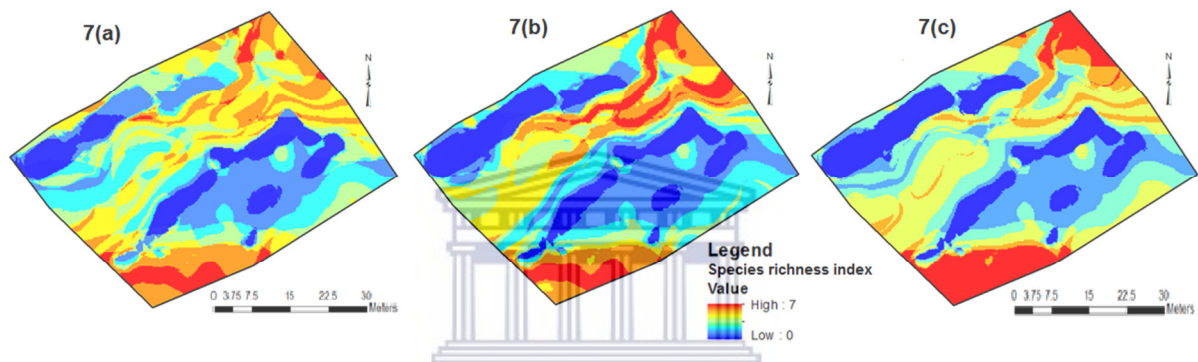 7(a)
N
0 3.75 7.5 15 22.5 30
Meters
7(b)
N
Legend
Species richness index
Value
High : 7
Low : 0
7(c)
N
0 3.75 7.5 15 22.5 30
Meters